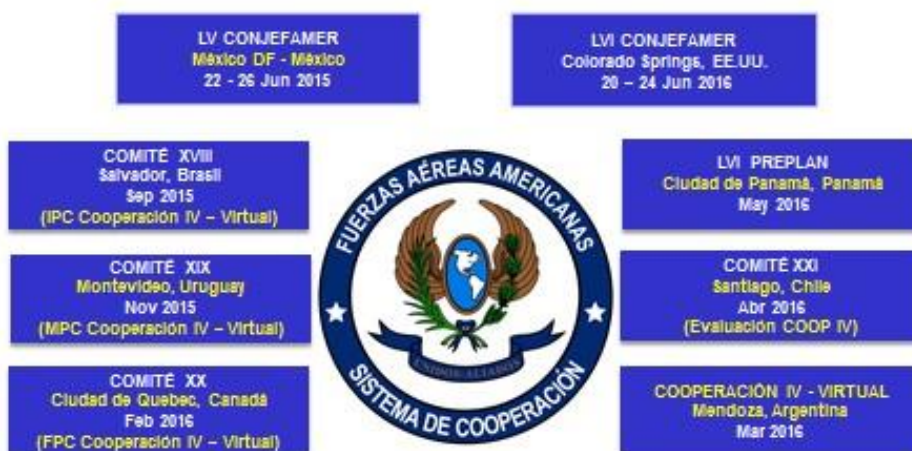 LV CONJEFAMER
México DF - México
22 - 26 Jun 2015
LVI CONJEFAMER
Colorado Springs, EE.UU.
20 – 24 Jun 2016
COMITÉ XVIII
Salvador, Brasil
Sep 2015
(IPC Cooperación IV – Virtual)
COMITÉ XIX
Montevideo, Uruguay
Nov 2015
(MPC Cooperación IV – Virtual)
COMITÉ XX
Ciudad de Quebec, Canadá
Feb 2016
(FPC Cooperación IV – Virtual)
FUERZAS AÉREAS AMERICANAS
UNIDOS ALIADOS
SISTEMA DE COOPERACIÓN
LVI PREPLAN
Ciudad de Panamá, Panamá
May 2016
COMITÉ XXI
Santiago, Chile
Abr 2016
(Evaluación COOP IV)
COOPERACIÓN IV - VIRTUAL
Mendoza, Argentina
Mar 2016